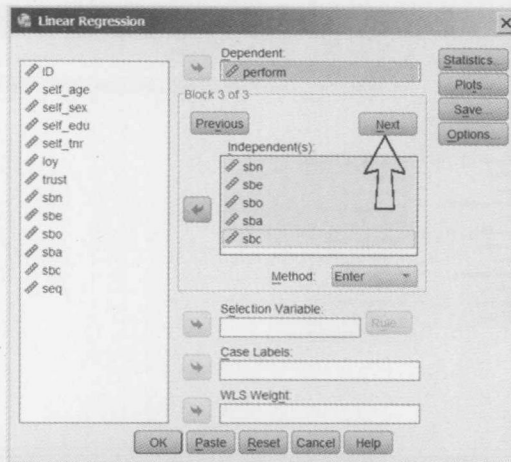 Linear Regression
ID
self_age
self_sex
self_edu
self_tnr
loy
trust
sbn
sbe
sbo
sba
sbc
seq
Dependent:
perform
Block 3 of 3
Previous
Next
Independent(s):
sbn
sbe
sbo
sba
sbc
Method: Enter
Selection Variable:
Rule...
Case Labels:
WLS Weight:
Statistics...
Plots...
Save...
Options...
OK Paste Reset Cancel Help